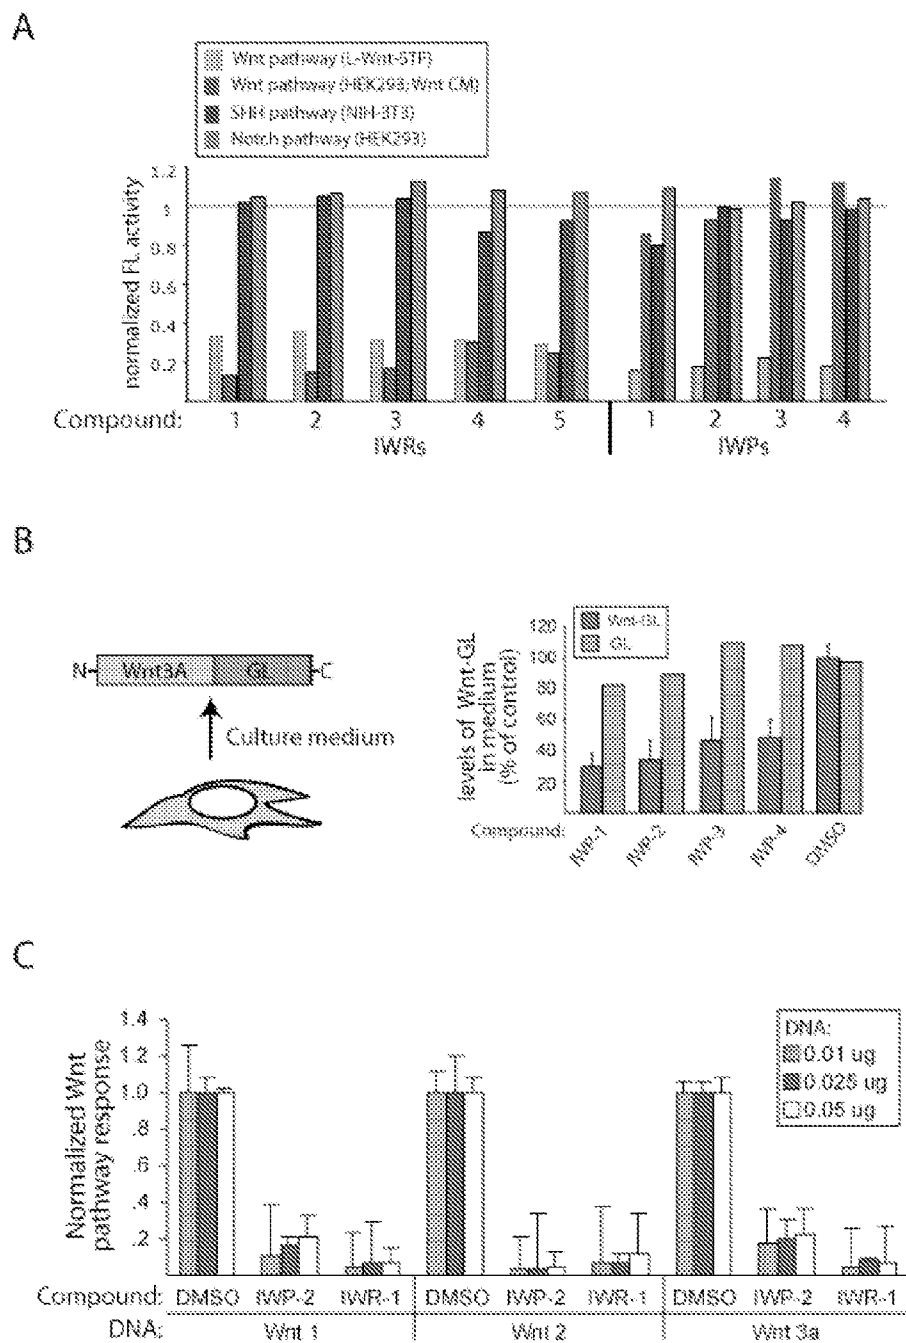 A
Wnt pathway (L-Wnt-STF)
Wnt pathway (HEK293; Wnt CM)
SHH pathway (NIH-3T3)
Notch pathway (HEK293)
normalized FL activity
1.2
1
0.8
0.6
0.4
0.2
Compound: 1 2 3 4 5 1 2 3 4
IWRs IWPs
B
N- Wnt3A GL -C
Culture medium
Wnt-GL
GL
levels of Wnt-GL
in medium
(% of control)
120
100
80
60
40
20
Compound: IWP-1 IWP-2 IWP-3 IWP-4 DMSO
C
Normalized Wnt
pathway response
1.4
1.2
1.0
.8
.6
.4
.2
DNA:
0.01 ug
0.025 ug
0.05 ug
Compound: DMSO IWP-2 IWR-1 DMSO IWP-2 IWR-1 DMSO IWP-2 IWR-1
DNA: Wnt 1 Wnt 2 Wnt 3a